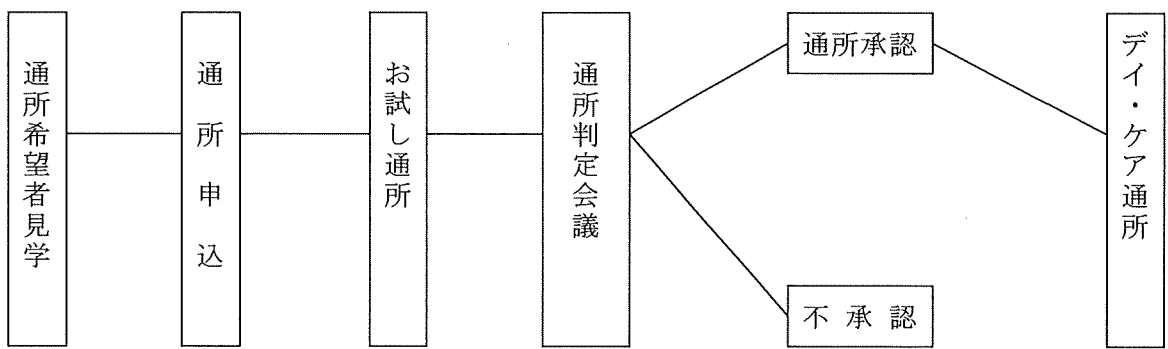 通所希望者見学
通所申込
お試し通所
通所判定会議
通所承認
不承認
デイ・ケア通所